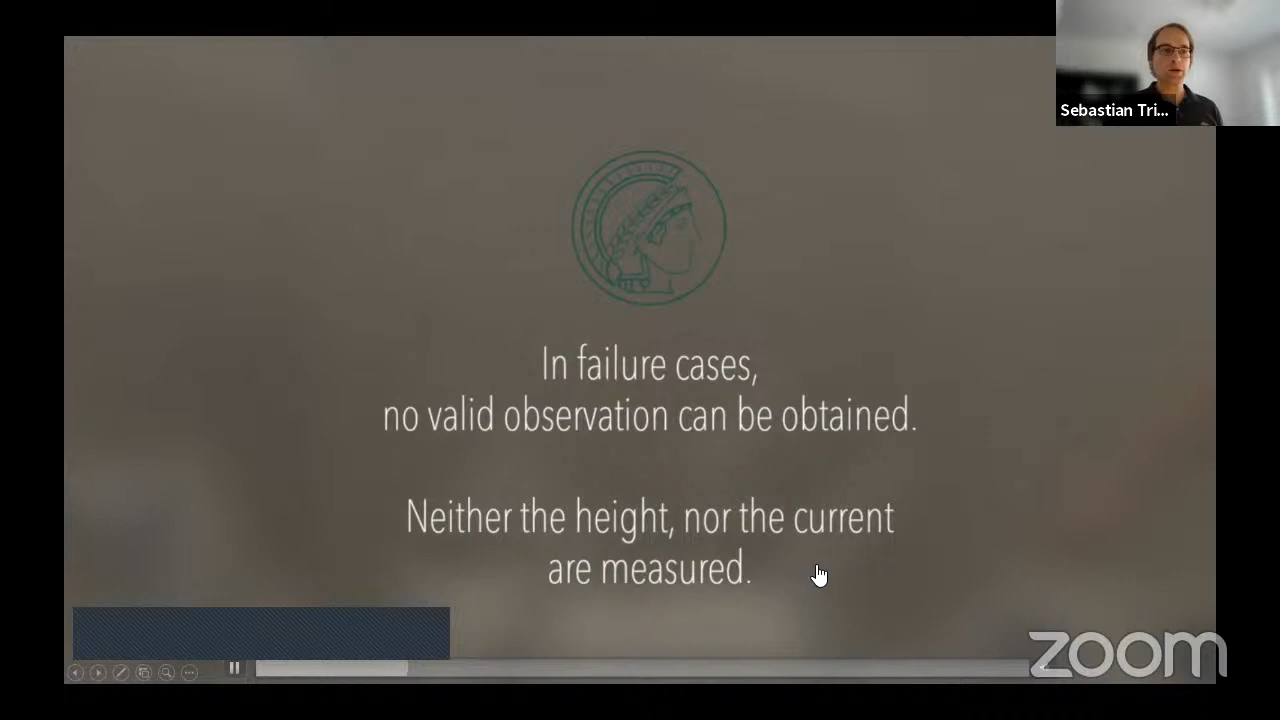 Sebastian Tri...
In failure cases,
no valid observation can be obtained.
Neither the height, nor the current
are measured.
zoom